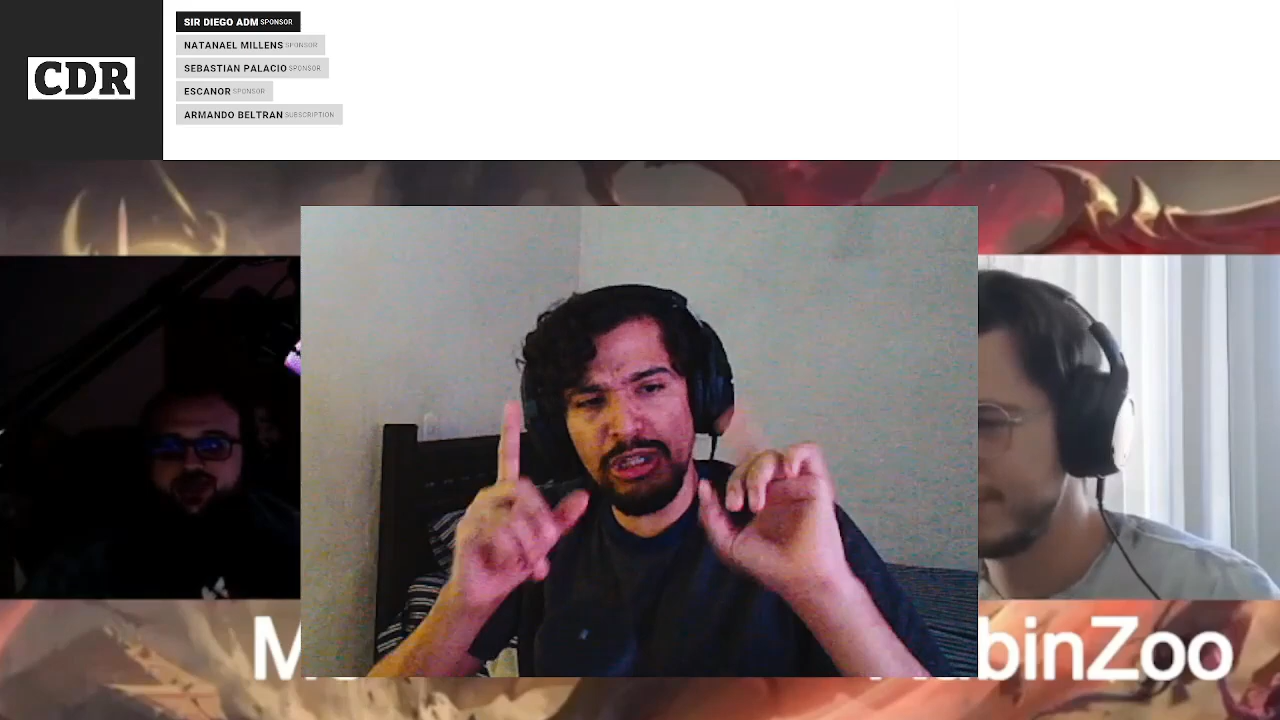 CDR
SIR DIEGO ADM SPONSOR
NATANAEL MILLENS SPONSOR
SEBASTIAN PALACIO SPONSOR
ESCANOR SPONSOR
ARMANDO BELTRAN SUBSCRIPTION
binZoo